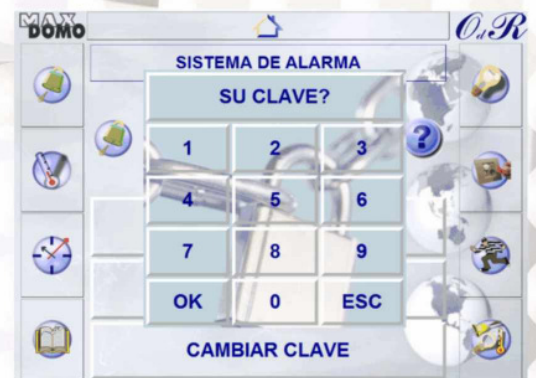 MAX
DOMO
OdR
SISTEMA DE ALARMA
SU CLAVE?
?
1 2 3
4 5 6
7 8 9
OK 0 ESC
CAMBIAR CLAVE